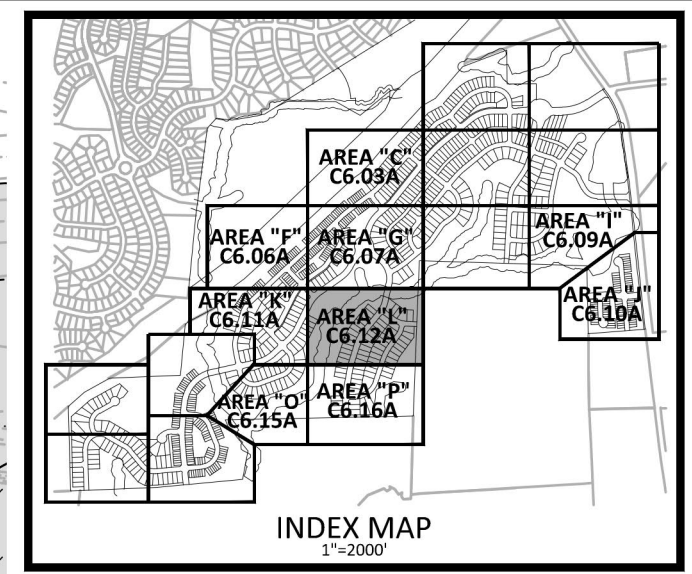 AREA "C"
C6.03A
AREA "F"
C6.06A
AREA "G"
C6.07A
AREA "I"
C6.09A
AREA "J"
C6.10A
AREA "K"
C6.11A
AREA "L"
C6.12A
AREA "O"
C6.15A
AREA "P"
C6.16A
INDEX MAP
1"=2000'